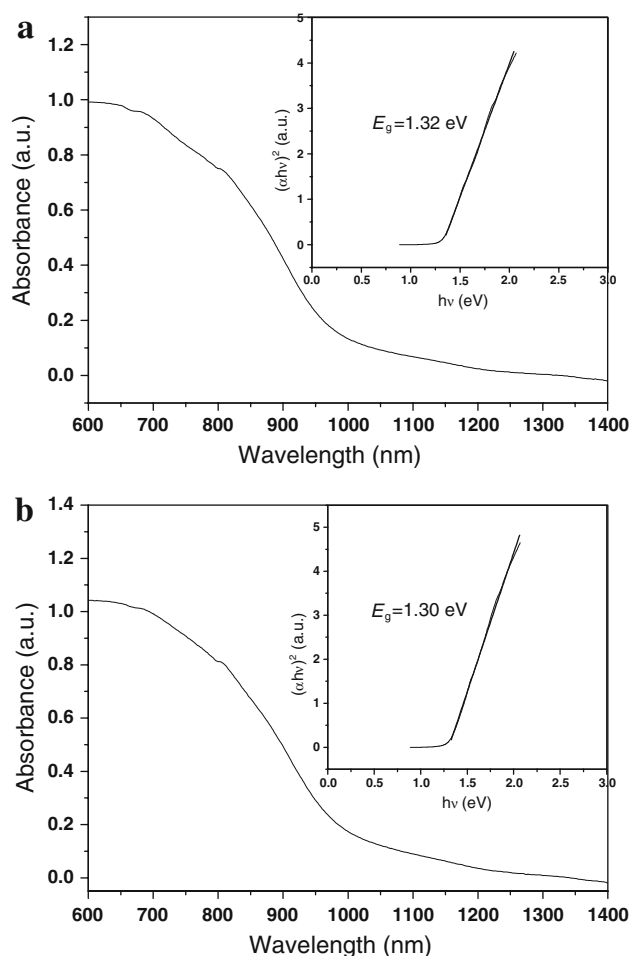 a
1.2
1.0
0.8
0.6
0.4
0.2
0.0
Absorbance (a.u.)
600 700 800 900 1000 1100 1200 1300 1400
Wavelength (nm)
5
4
3
2
1
0
(αhν)²(a.u.)
E_g=1.32 eV
0.0 0.5 1.0 1.5 2.0 2.5 3.0
hν (eV)
b
1.4
1.2
1.0
0.8
0.6
0.4
0.2
0.0
Absorbance (a.u.)
600 700 800 900 1000 1100 1200 1300 1400
Wavelength (nm)
5
4
3
2
1
0
(αhν)² (a.u.)
E_g=1.30 eV
0.0 0.5 1.0 1.5 2.0 2.5 3.0
hν (eV)